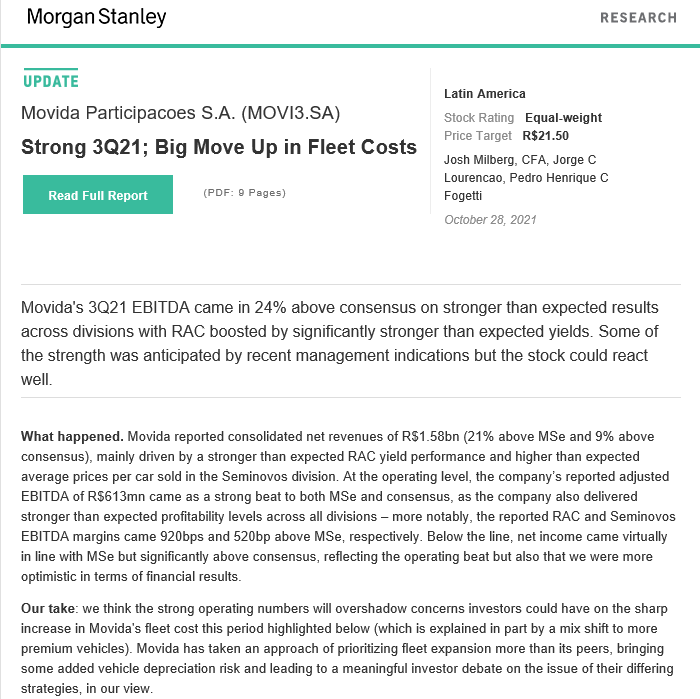 Morgan Stanley
RESEARCH
UPDATE
Movida Participacoes S.A. (MOVI3.SA)
Strong 3Q21; Big Move Up in Fleet Costs
Read Full Report
(PDF: 9 Pages)
Latin America
Stock Rating Equal-weight
Price Target R$21.50
Josh Milberg, CFA, Jorge C
Lourencao, Pedro Henrique C
Fogetti
October 28, 2021
Movida's 3Q21 EBITDA came in 24% above consensus on stronger than expected results
across divisions with RAC boosted by significantly stronger than expected yields. Some of
the strength was anticipated by recent management indications but the stock could react
well.
What happened. Movida reported consolidated net revenues of R$1.58bn (21% above MSe and 9% above
consensus), mainly driven by a stronger than expected RAC yield performance and higher than expected
average prices per car sold in the Seminovos division. At the operating level, the company's reported adjusted
EBITDA of R$613mn came as a strong beat to both MSe and consensus, as the company also delivered
stronger than expected profitability levels across all divisions – more notably, the reported RAC and Seminovos
EBITDA margins came 920bps and 520bp above MSe, respectively. Below the line, net income came virtually
in line with MSe but significantly above consensus, reflecting the operating beat but also that we were more
optimistic in terms of financial results.
Our take: we think the strong operating numbers will overshadow concerns investors could have on the sharp
increase in Movida's fleet cost this period highlighted below (which is explained in part by a mix shift to more
premium vehicles). Movida has taken an approach of prioritizing fleet expansion more than its peers, bringing
some added vehicle depreciation risk and leading to a meaningful investor debate on the issue of their differing
strategies, in our view.